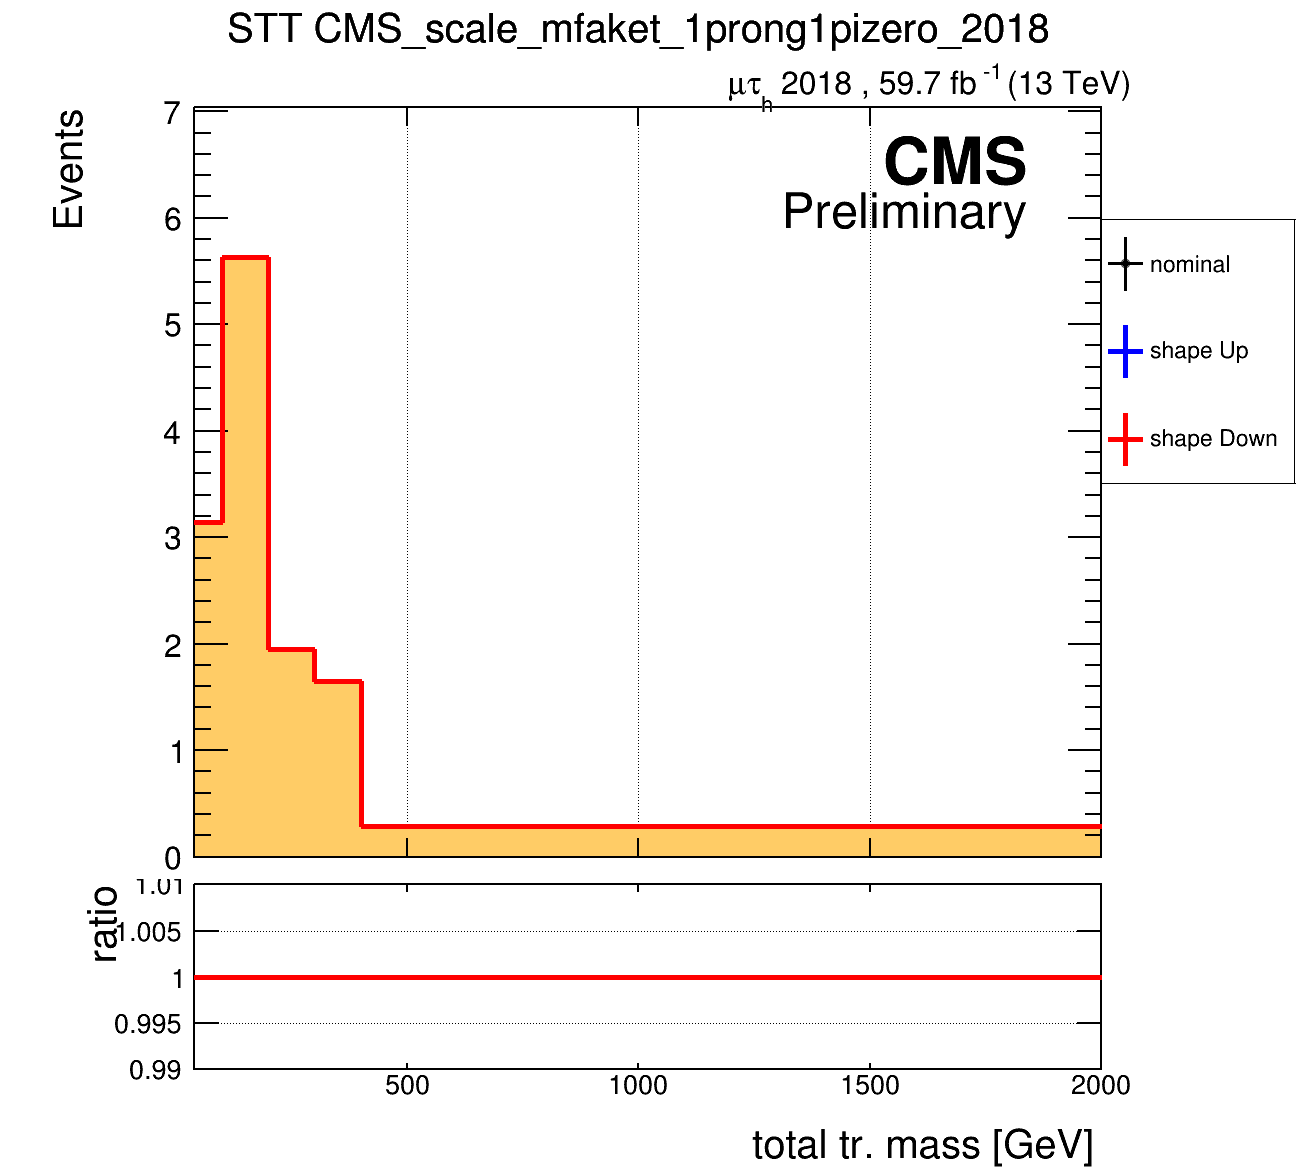 STT CMS_scale_mfaket_1prong1pizero_2018
μτh 2018 , 59.7 fb-1 (13 TeV)
Events
CMS
Preliminary
7
6
5
4
3
2
1
0
nominal
shape Up
shape Down
ratio
1.01
1.005
1
0.995
0.99
500 1000 1500 2000
total tr. mass [GeV]